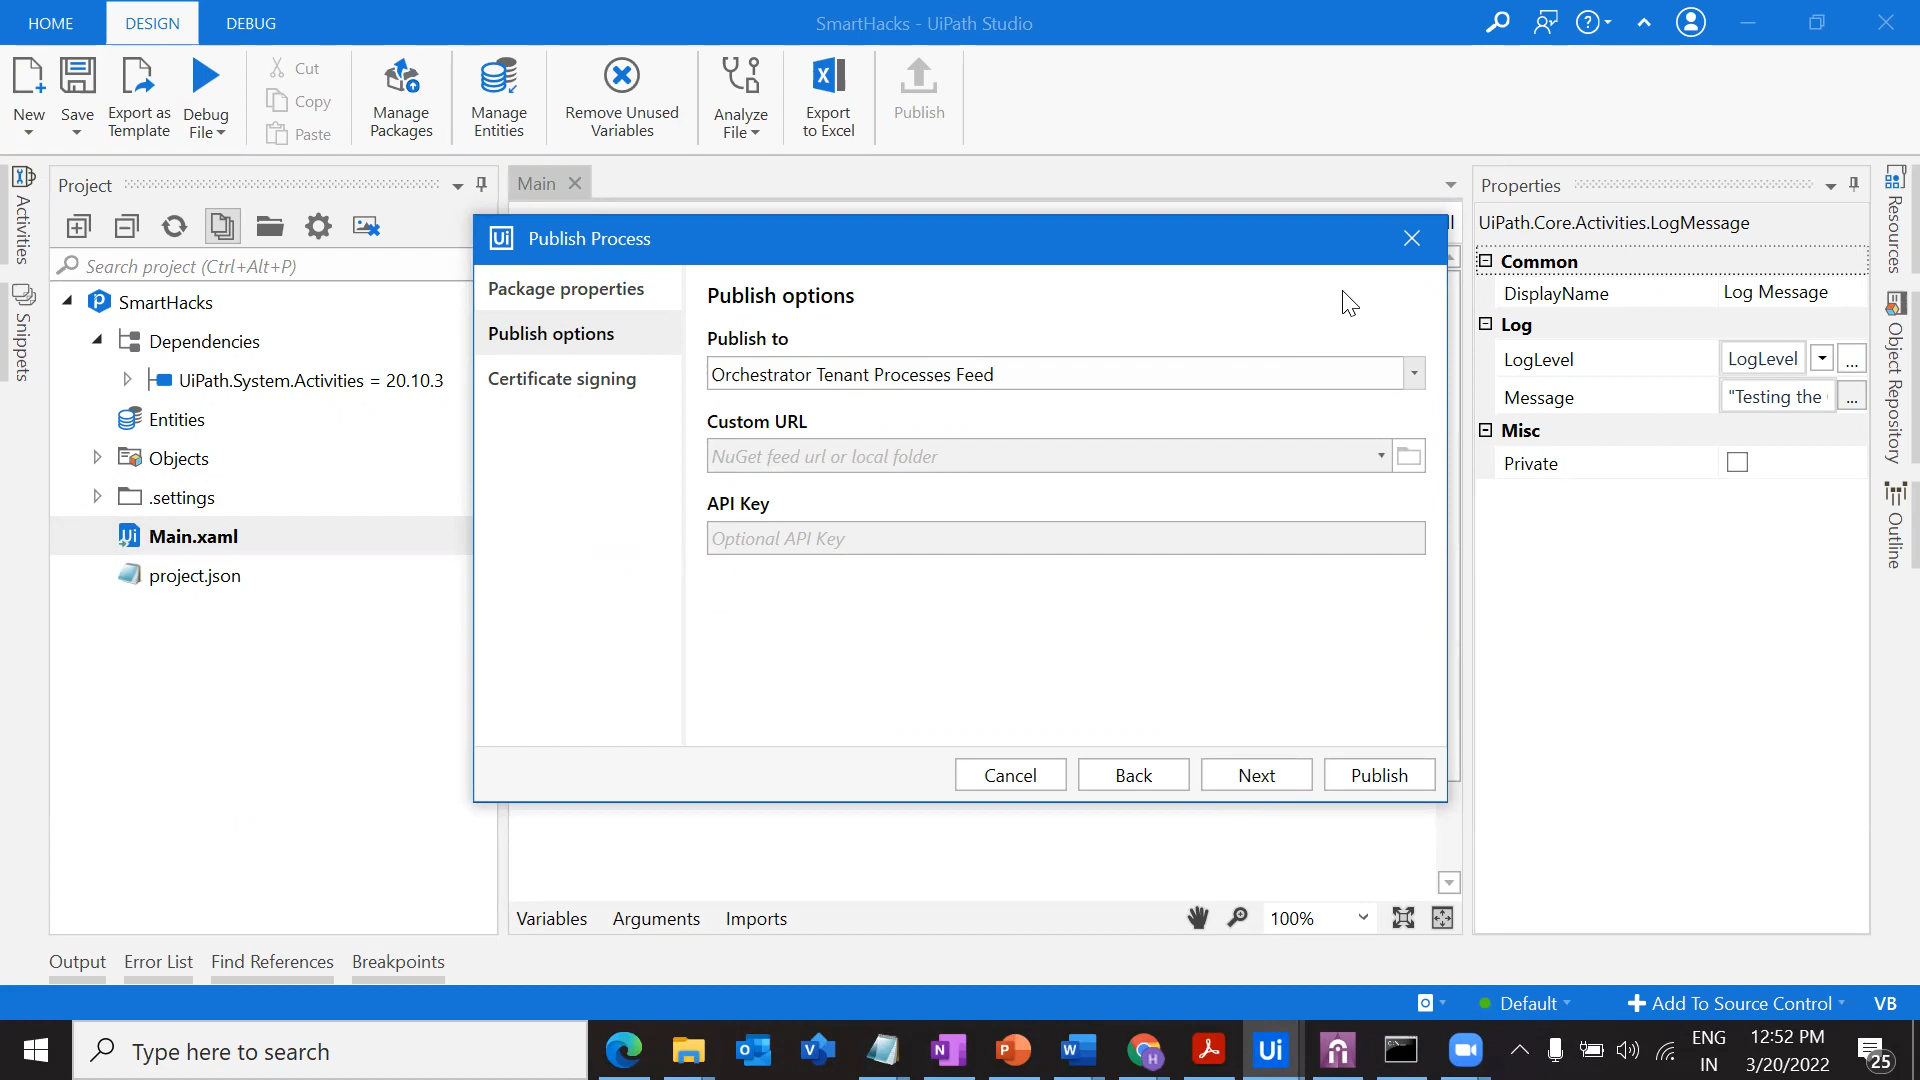 HOME DESIGN DEBUG SmartHacks - UiPath Studio
New
Save
Export as
Template
Debug
File
Cut
Copy
Paste
Manage
Packages
Manage
Entities
Remove Unused
Variables
Analyze
File
Export
to Excel
Publish
Activities
Snippets
Project
Search project (Ctrl+Alt+P)
SmartHacks
Dependencies
UiPath.System.Activities = 20.10.3
Entities
Objects
.settings
Main.xaml
project.json
Main
Ui Publish Process
Package properties
Publish options
Certificate signing
Publish options
Publish to
Orchestrator Tenant Processes Feed
Custom URL
NuGet feed url or local folder
API Key
Optional API Key
Cancel Back Next Publish
Variables Arguments Imports 100%
Properties
UiPath.Core.Activities.LogMessage
Common
DisplayName Log Message
Log
LogLevel LogLevel ...
Message "Testing the ...
Misc
Private
Resources
Object Repository
Outline
Output Error List Find References Breakpoints
Default Add To Source Control VB
Type here to search
ENG
IN
12:52 PM
3/20/2022
25